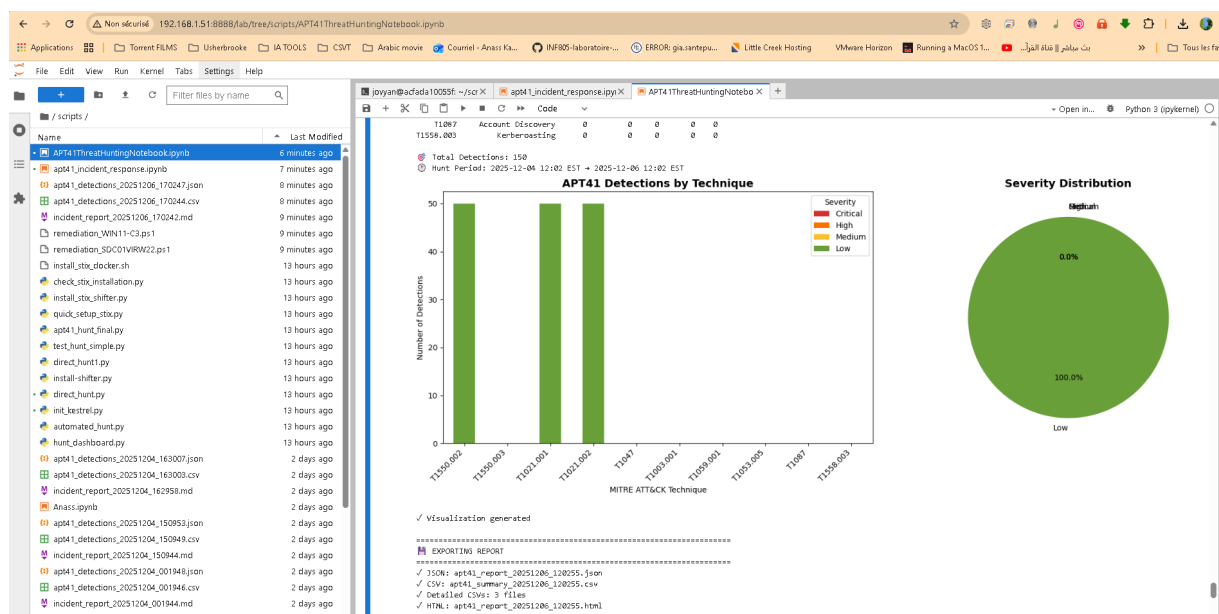 Non sécurisé 192.168.1.51:8888/lab/tree/scripts/APT41ThreatHuntingNotebook.ipynb
Applications Torrent FILMS Usherbrooke IA TOOLS CSVT Arabic movie Courriel - Anass Ka... INF805-laboratoire-... ERROR: gia.santepu... Little Creek Hosting VMware Horizon Running a MacOS 1... بث مباشر || قناة القرآ... » Tous les fa
File Edit View Run Kernel Tabs Settings Help
+ Filter files by name
/ scripts /
Name Last Modified
APT41ThreatHuntingNotebook.ipynb 6 minutes ago
apt41_incident_response.ipynb 7 minutes ago
apt41_detections_20251206_170247.json 8 minutes ago
apt41_detections_20251206_170244.csv 8 minutes ago
incident_report_20251206_170242.md 9 minutes ago
remediation_WIN11-C3.ps1 9 minutes ago
remediation_SDC01VIRW22.ps1 9 minutes ago
install_stix_docker.sh 13 hours ago
check_stix_installation.py 13 hours ago
install_stix_shifter.py 13 hours ago
quick_setup_stix.py 13 hours ago
apt41_hunt_final.py 13 hours ago
test_hunt_simple.py 13 hours ago
direct_hunt1.py 13 hours ago
install-shifter.py 13 hours ago
direct_hunt.py 13 hours ago
init_kestrel.py 13 hours ago
automated_hunt.py 13 hours ago
hunt_dashboard.py 13 hours ago
apt41_detections_20251204_163007.json 2 days ago
apt41_detections_20251204_163003.csv 2 days ago
incident_report_20251204_162958.md 2 days ago
Anass.ipynb 2 days ago
apt41_detections_20251204_150953.json 2 days ago
apt41_detections_20251204_150949.csv 2 days ago
incident_report_20251204_150944.md 2 days ago
apt41_detections_20251204_001948.json 2 days ago
apt41_detections_20251204_001946.csv 2 days ago
incident_report_20251204_001944.md 2 days ago
jovyan@acfada10055f: ~/scr × apt41_incident_response.ipyı × APT41ThreatHuntingNotebo × +
Code Open in... Python 3 (ipykernel)
T1087 Account Discovery 0 0 0 0 0
T1558.003 Kerberoasting 0 0 0 0 0
Total Detections: 150
Hunt Period: 2025-12-04 12:02 EST → 2025-12-06 12:02 EST
APT41 Detections by Technique
Severity
Critical
High
Medium
Low
50
40
30
20
10
0
Number of Detections
T1550.002 T1550.003 T1021.001 T1021.002 T1047 T1003.001 T1059.001 T1053.005 T1087 T1558.003
MITRE ATT&CK Technique
Severity Distribution
0.0%
100.0%
Low
✓ Visualization generated
======================================================================
EXPORTING REPORT
======================================================================
✓ JSON: apt41_report_20251206_120255.json
✓ CSV: apt41_summary_20251206_120255.csv
✓ Detailed CSVs: 3 files
✓ HTML: apt41_report_20251206_120255.html